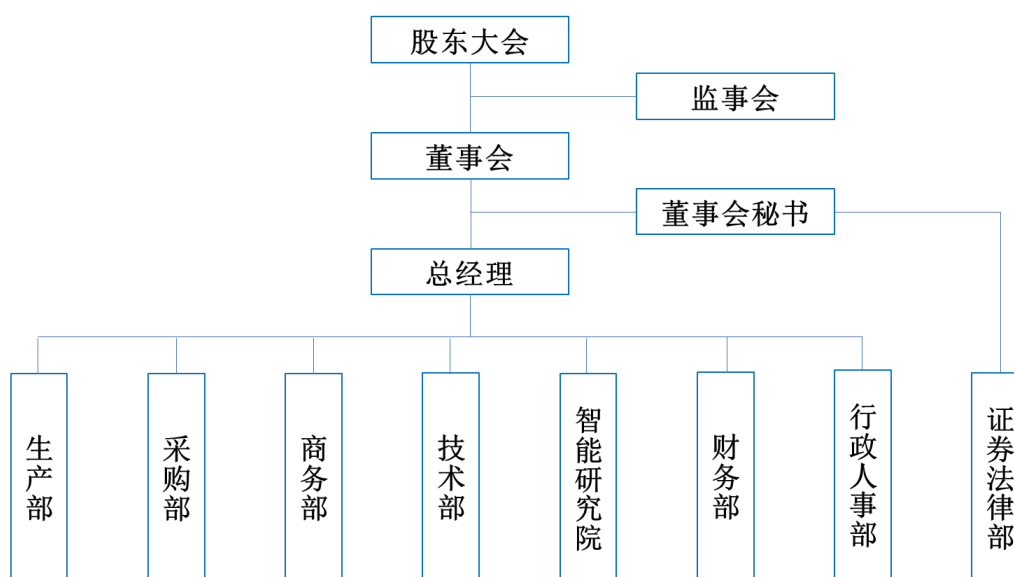 股东大会
监事会
董事会
董事会秘书
总经理
生产部
采购部
商务部
技术部
智能研究院
财务部
行政人事部
证券法律部